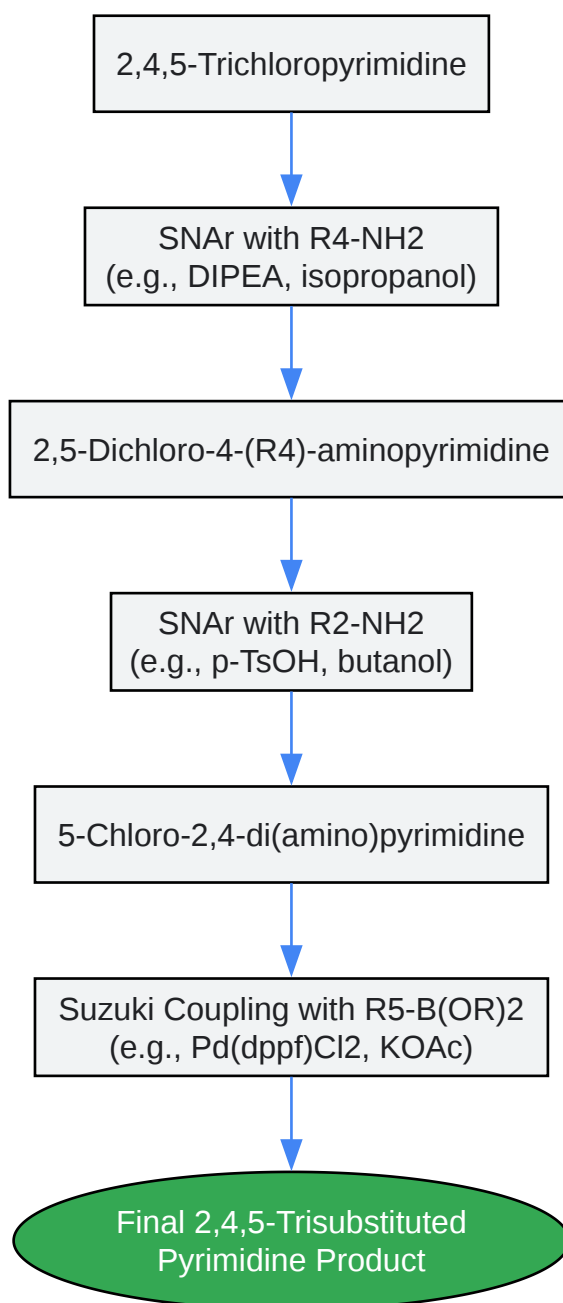 2,4,5-Trichloropyrimidine
SNAr with R4-NH2
(e.g., DIPEA, isopropanol)
2,5-Dichloro-4-(R4)-aminopyrimidine
SNAr with R2-NH2
(e.g., p-TsOH, butanol)
5-Chloro-2,4-di(amino)pyrimidine
Suzuki Coupling with R5-B(OR)2
(e.g., Pd(dppf)Cl2, KOAc)
Final 2,4,5-Trisubstituted
Pyrimidine Product